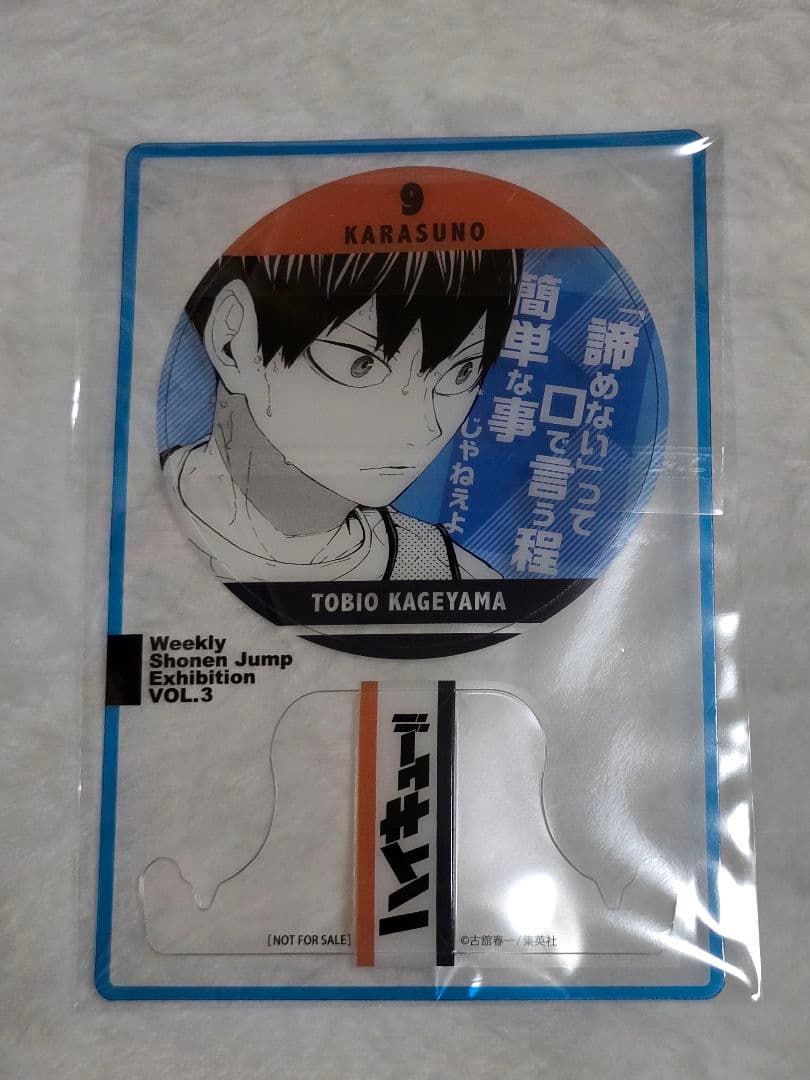 9
KARASUNO
「諦めない」って
口で言う程
簡単な事
じゃねえよ
TOBIO KAGEYAMA
Weekly
Shonen Jump
Exhibition
VOL.3
ハイキュー!!
[NOT FOR SALE]
©古舘春一/集英社